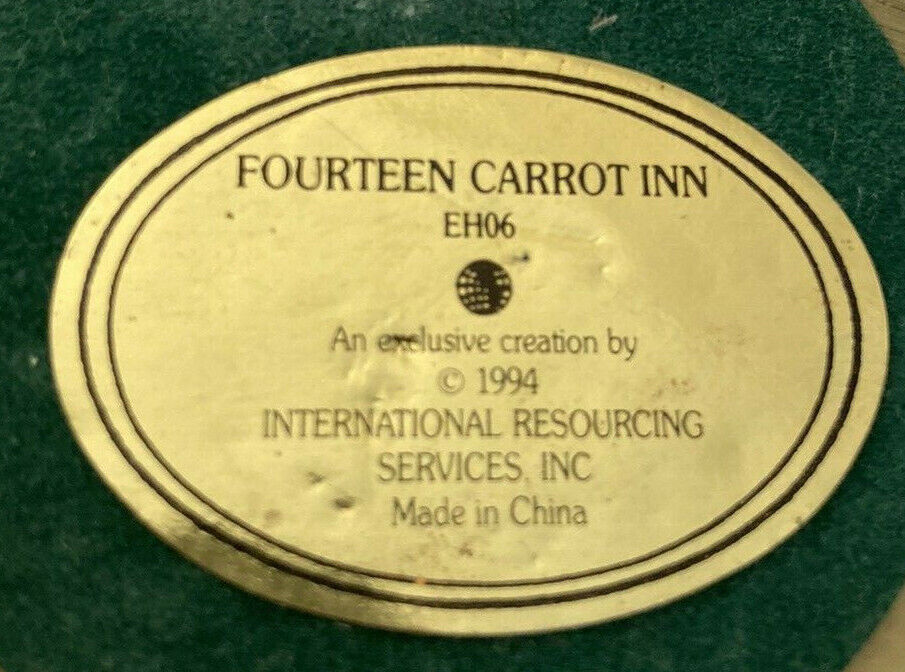 FOURTEEN CARROT INN
EH06
An exclusive creation by
© 1994
INTERNATIONAL RESOURCING
SERVICES, INC
Made in China